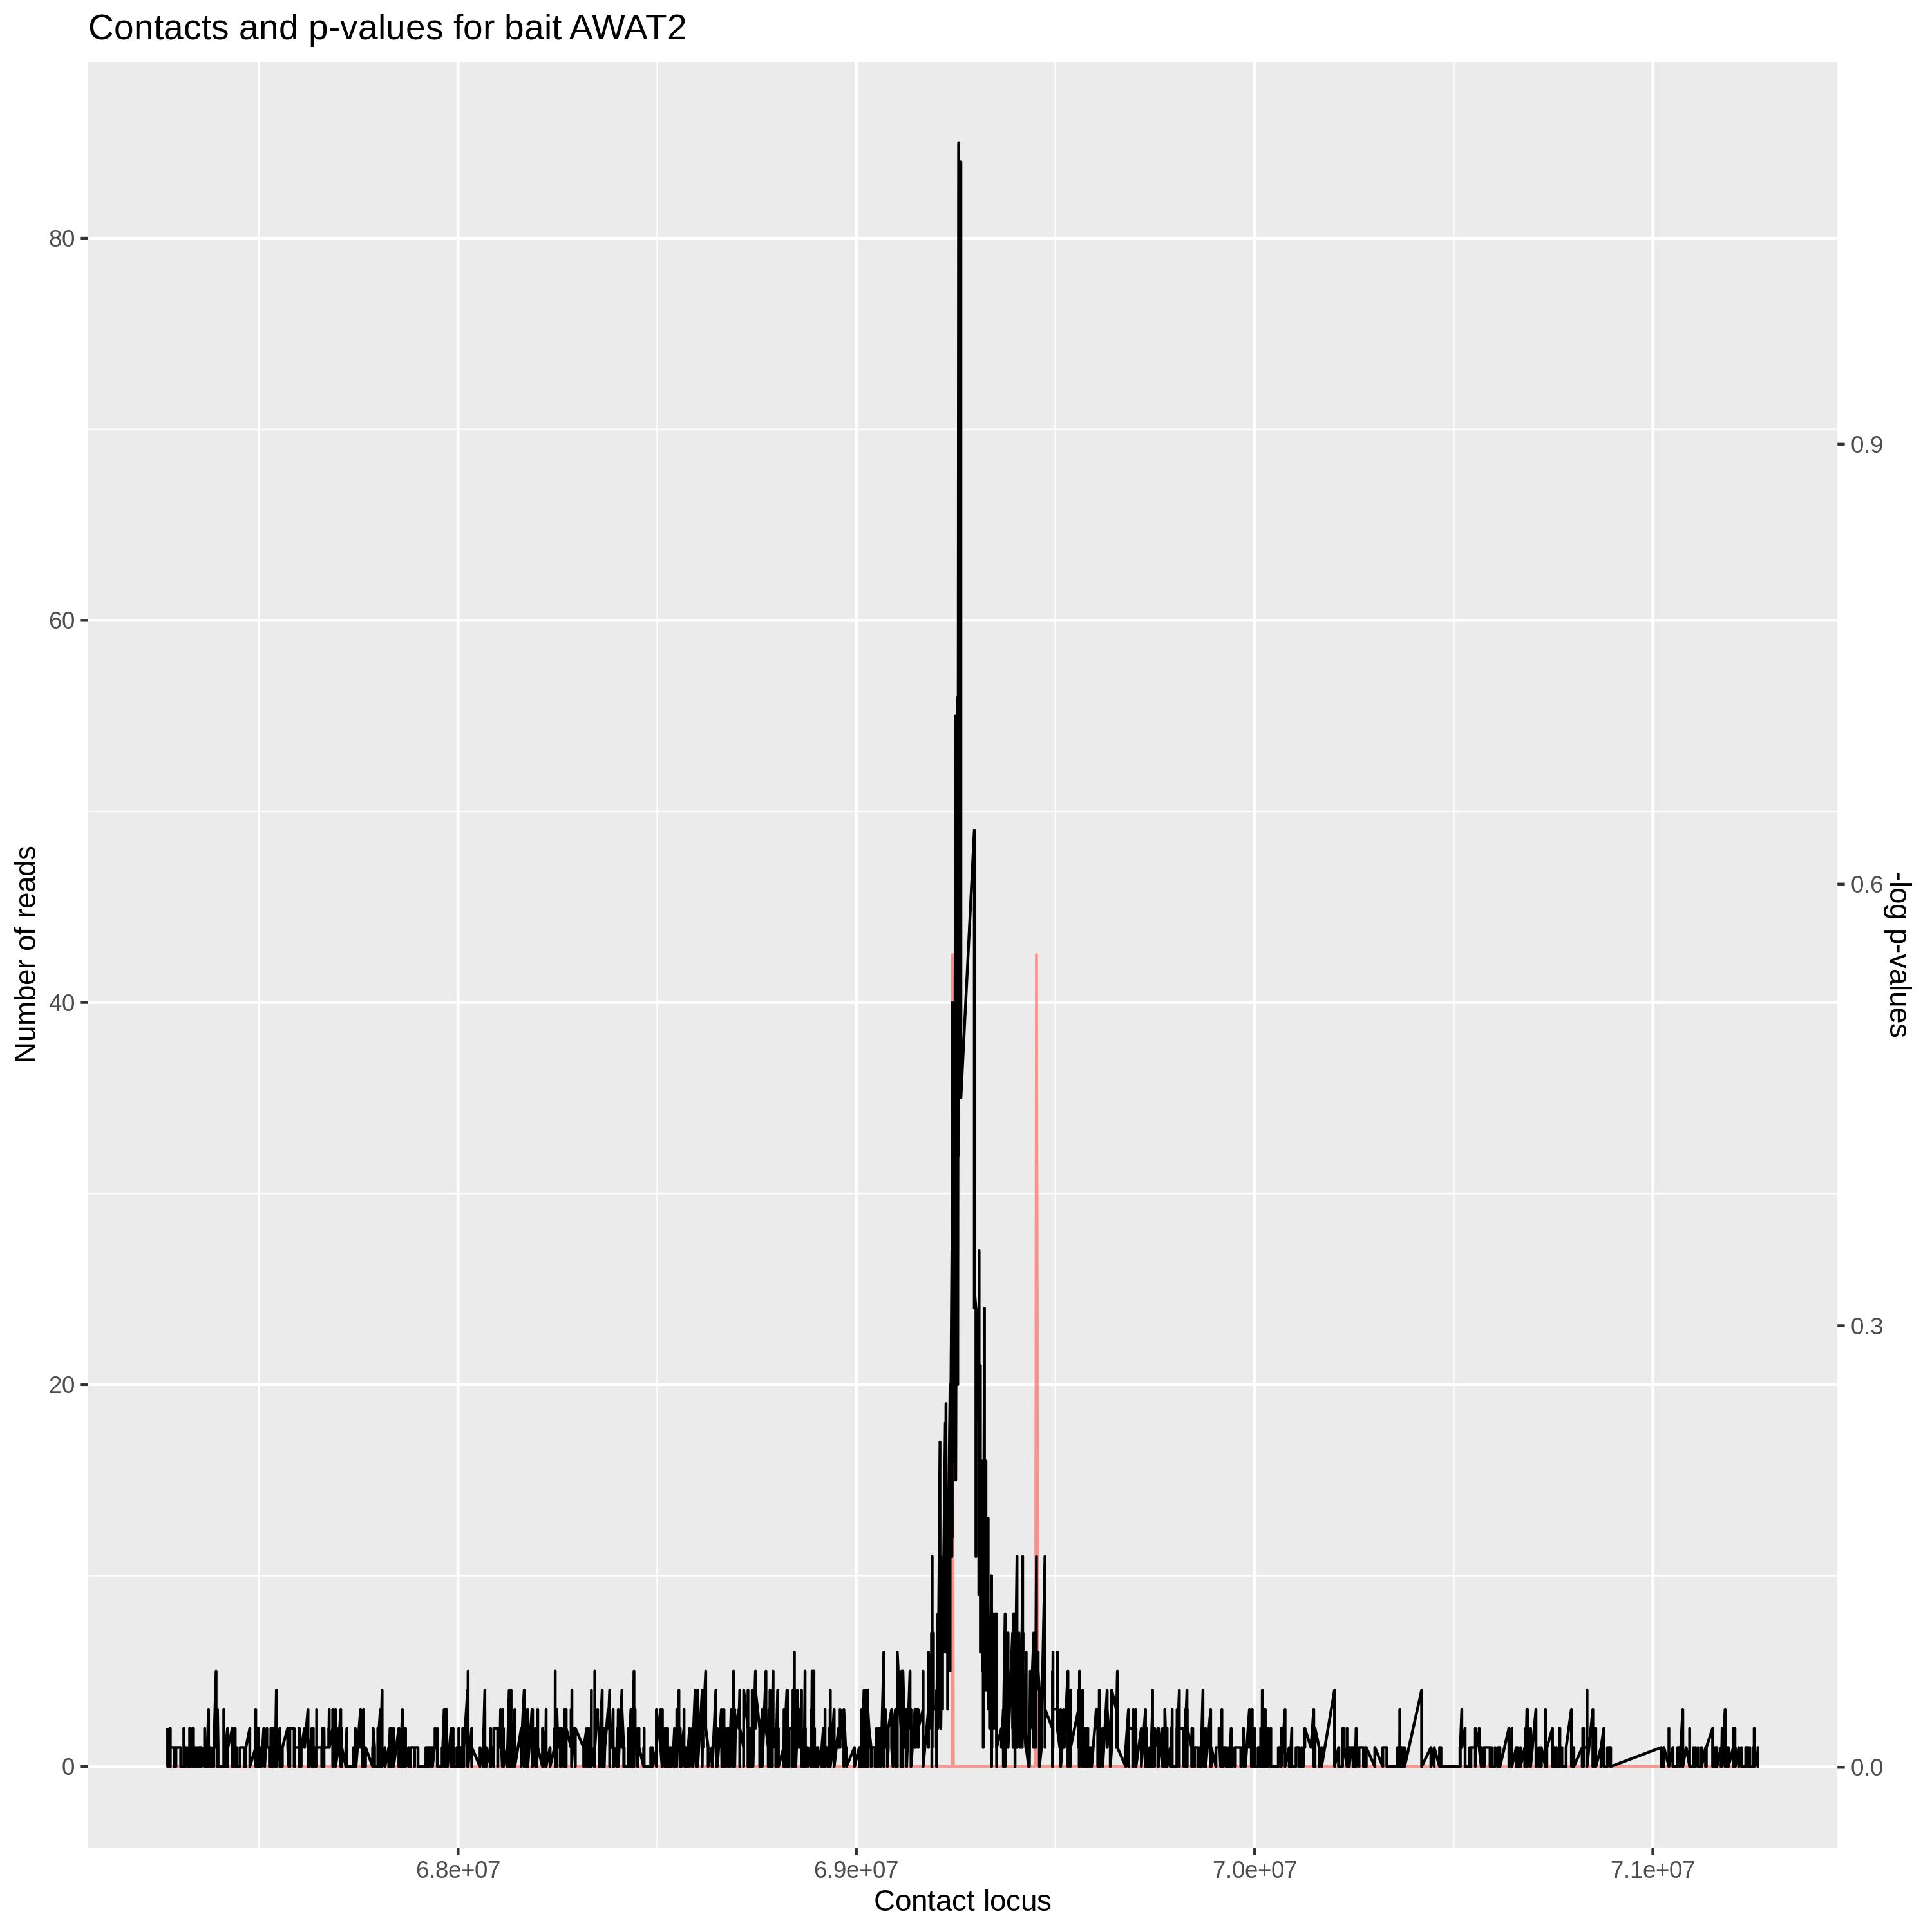 Contacts and p-values for bait AWAT2
Number of reads
80
60
40
20
0
0.9
0.6
0.3
0.0
-log p-values
6.8e+07 6.9e+07 7.0e+07 7.1e+07
Contact locus